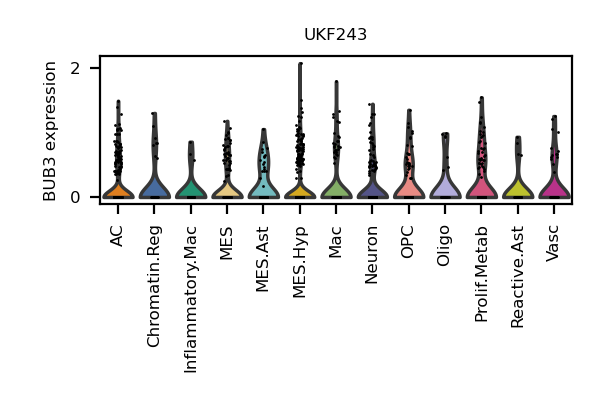 UKF243
BUB3 expression
2
0
AC
Chromatin.Reg
Inflammatory.Mac
MES
MES.Ast
MES.Hyp
Mac
Neuron
OPC
Oligo
Prolif.Metab
Reactive.Ast
Vasc